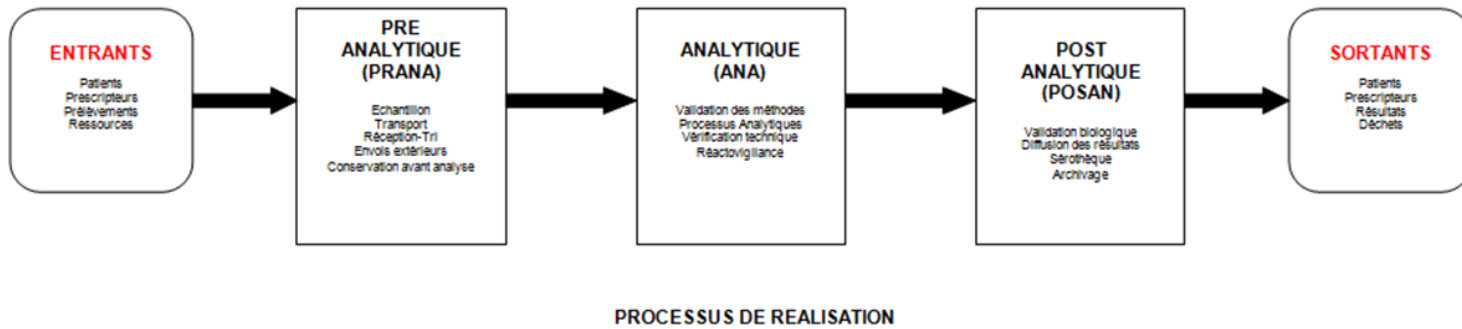 ENTRANTS
Patients
Prescripteurs
Prélèvements
Ressources
PRE
ANALYTIQUE
(PRANA)
Echantillon
Transport
Réception-Tri
Envois extérieurs
Conservation avant analyse
ANALYTIQUE
(ANA)
Validation des méthodes
Processus Analytiques
Vérification technique
Réactovigilance
POST
ANALYTIQUE
(POSAN)
Validation biologique
Diffusion des résultats
Sérothèque
Archivage
SORTANTS
Patients
Prescripteurs
Résultats
Déchets
PROCESSUS DE REALISATION